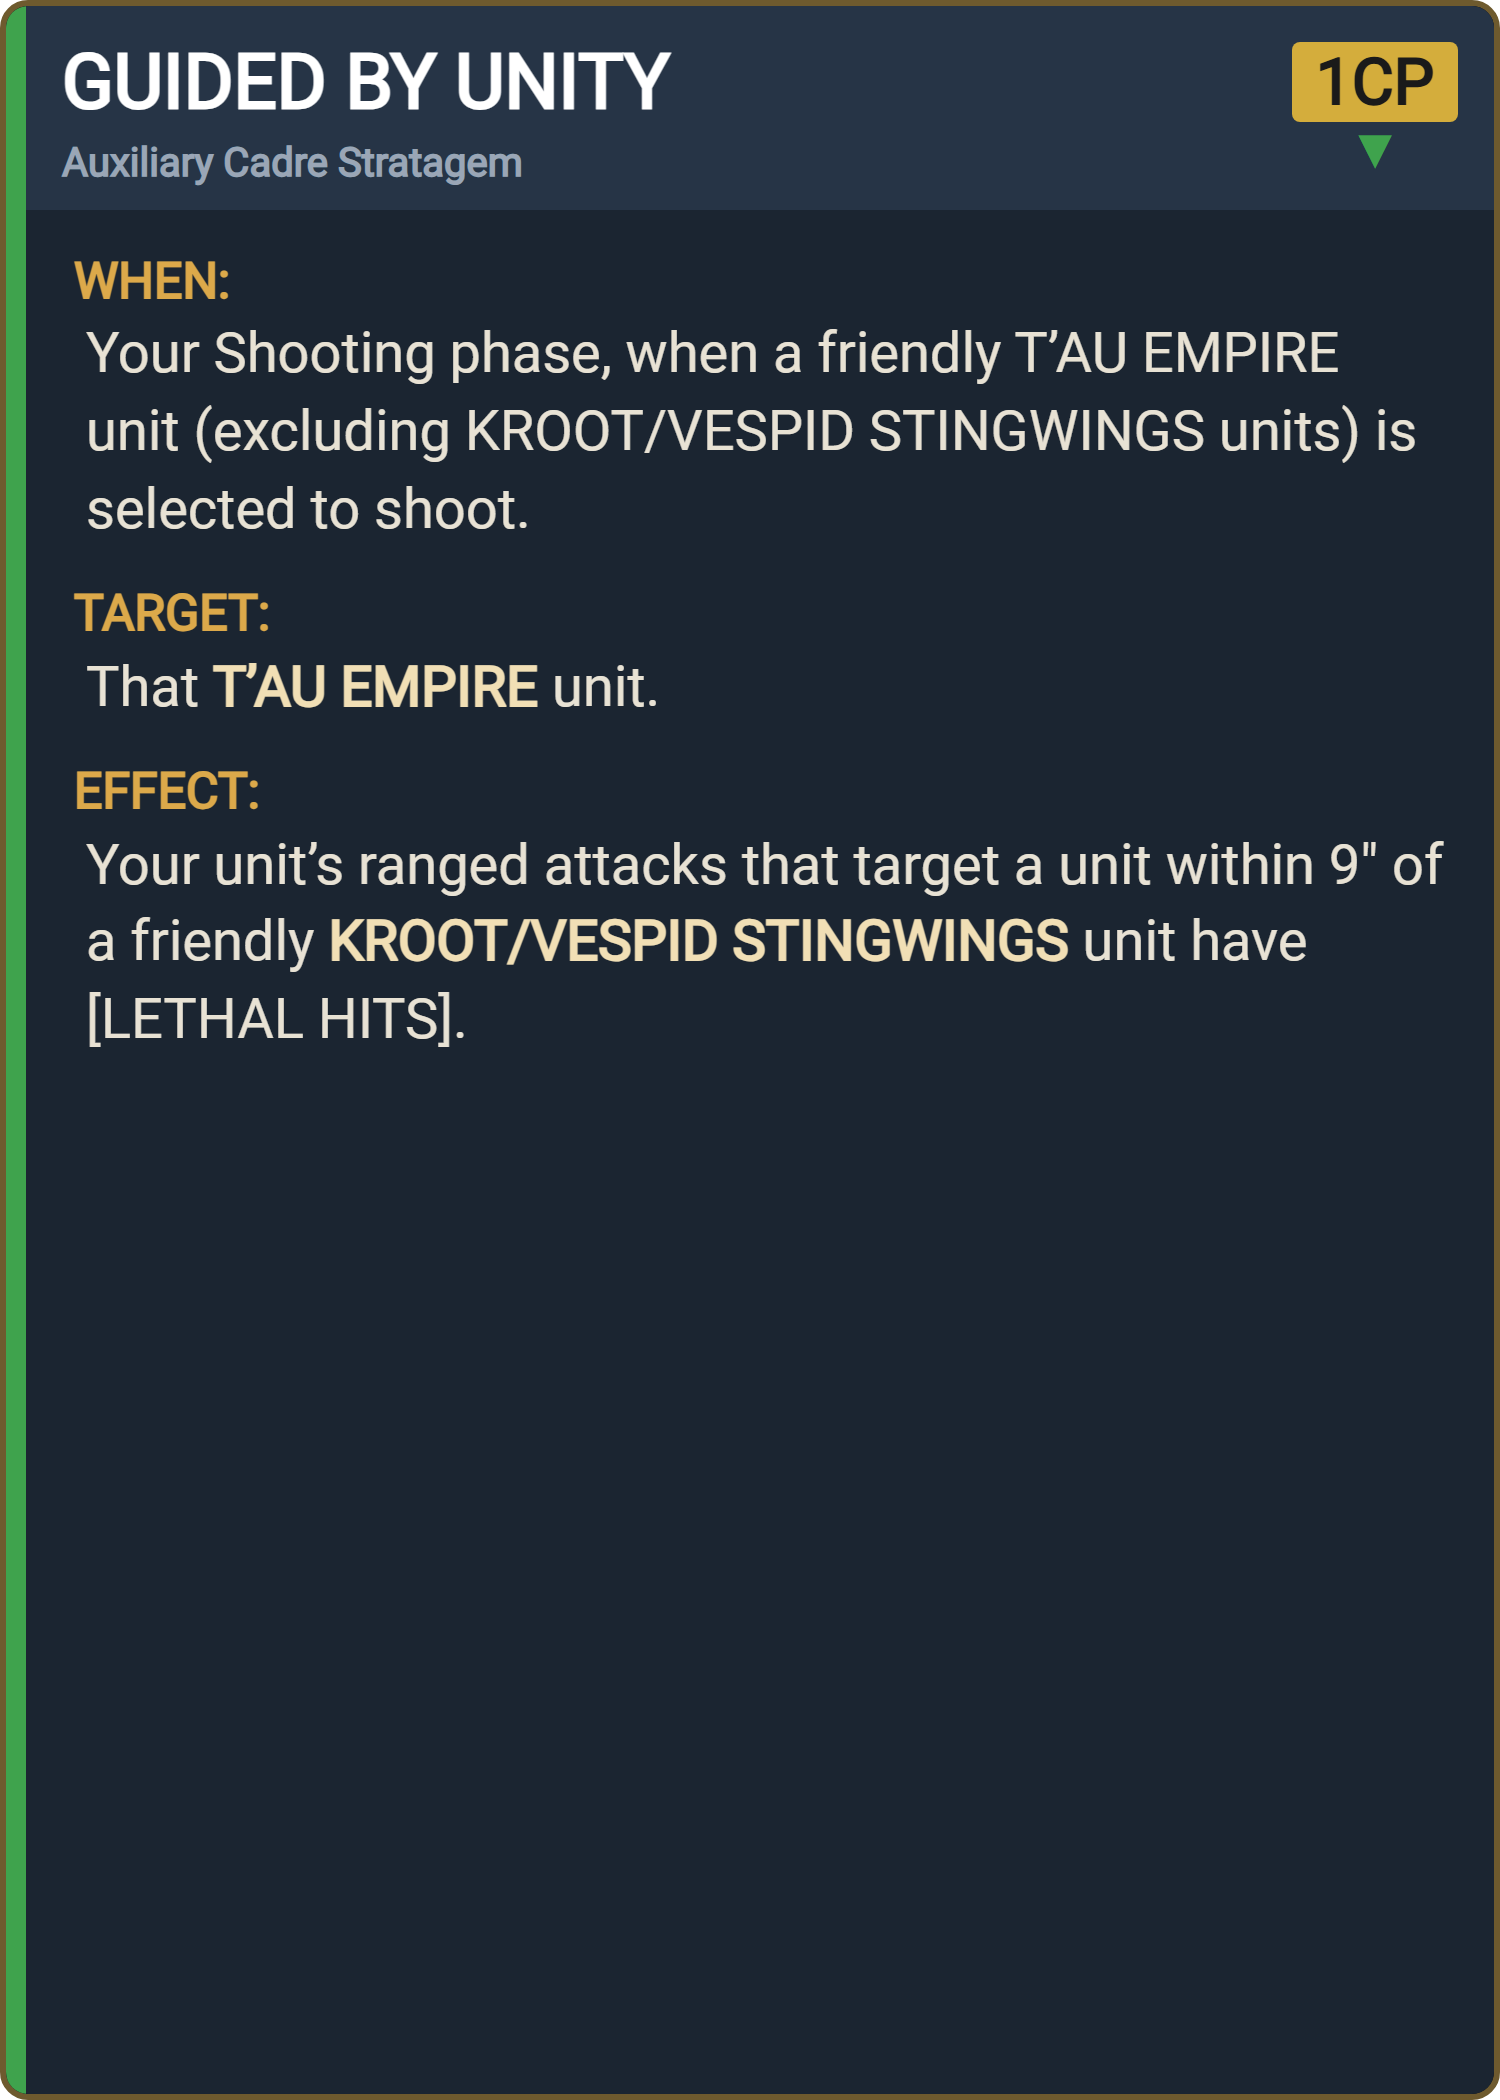 GUIDED BY UNITY
1CP
Auxiliary Cadre Stratagem
WHEN:
Your Shooting phase, when a friendly T’AU EMPIRE
unit (excluding KROOT/VESPID STINGWINGS units) is
selected to shoot.
TARGET:
That T’AU EMPIRE unit.
EFFECT:
Your unit’s ranged attacks that target a unit within 9" of
a friendly KROOT/VESPID STINGWINGS unit have
[LETHAL HITS].